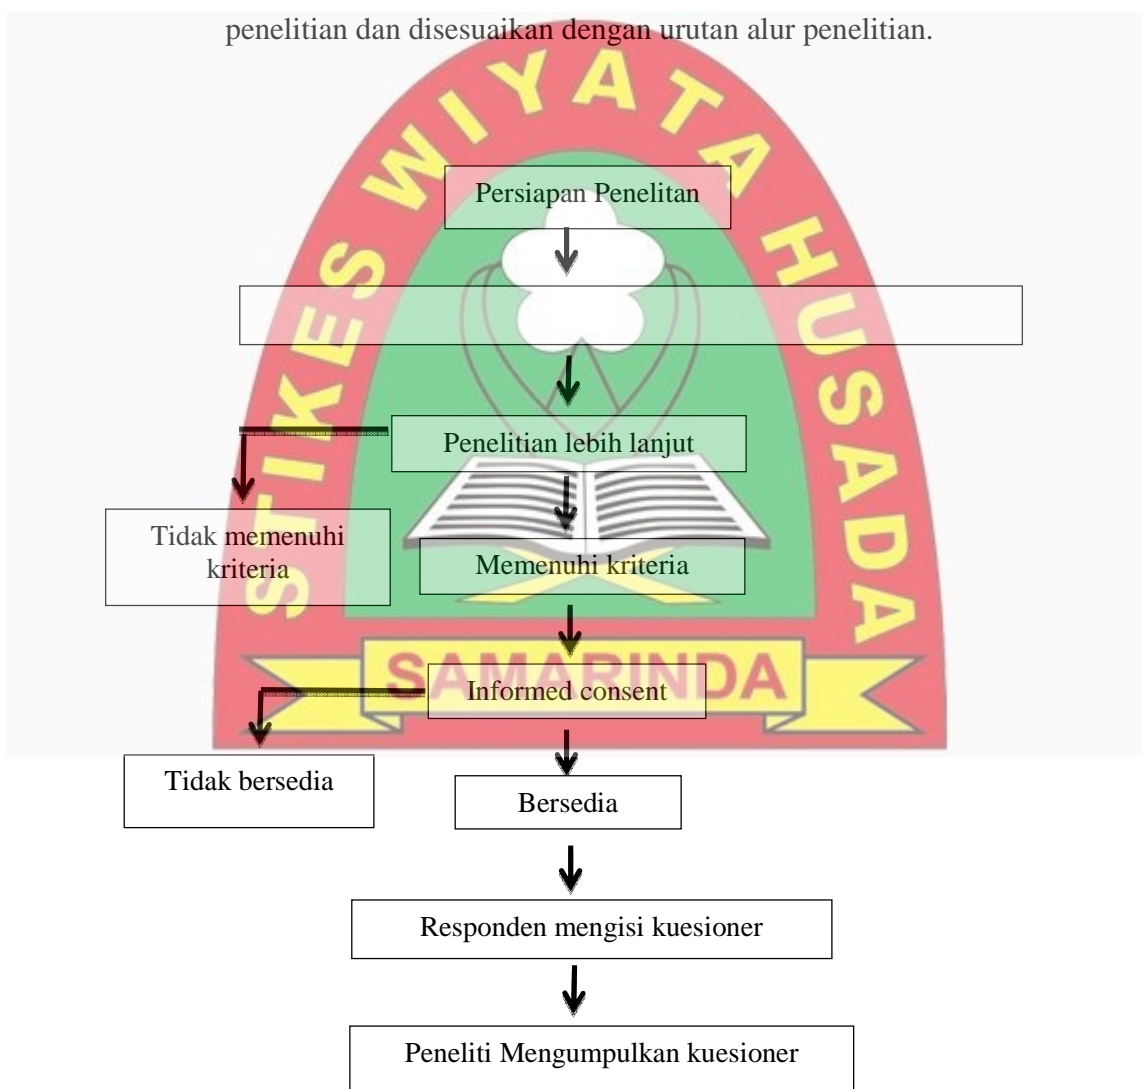 penelitian dan disesuaikan dengan urutan alur penelitian.
STIKES WIYATA HUSADA
Persiapan Penelitan
Penelitian lebih lanjut
Tidak memenuhi
kriteria
Memenuhi kriteria
SAMARINDA
Informed consent
Tidak bersedia
Bersedia
Responden mengisi kuesioner
Peneliti Mengumpulkan kuesioner